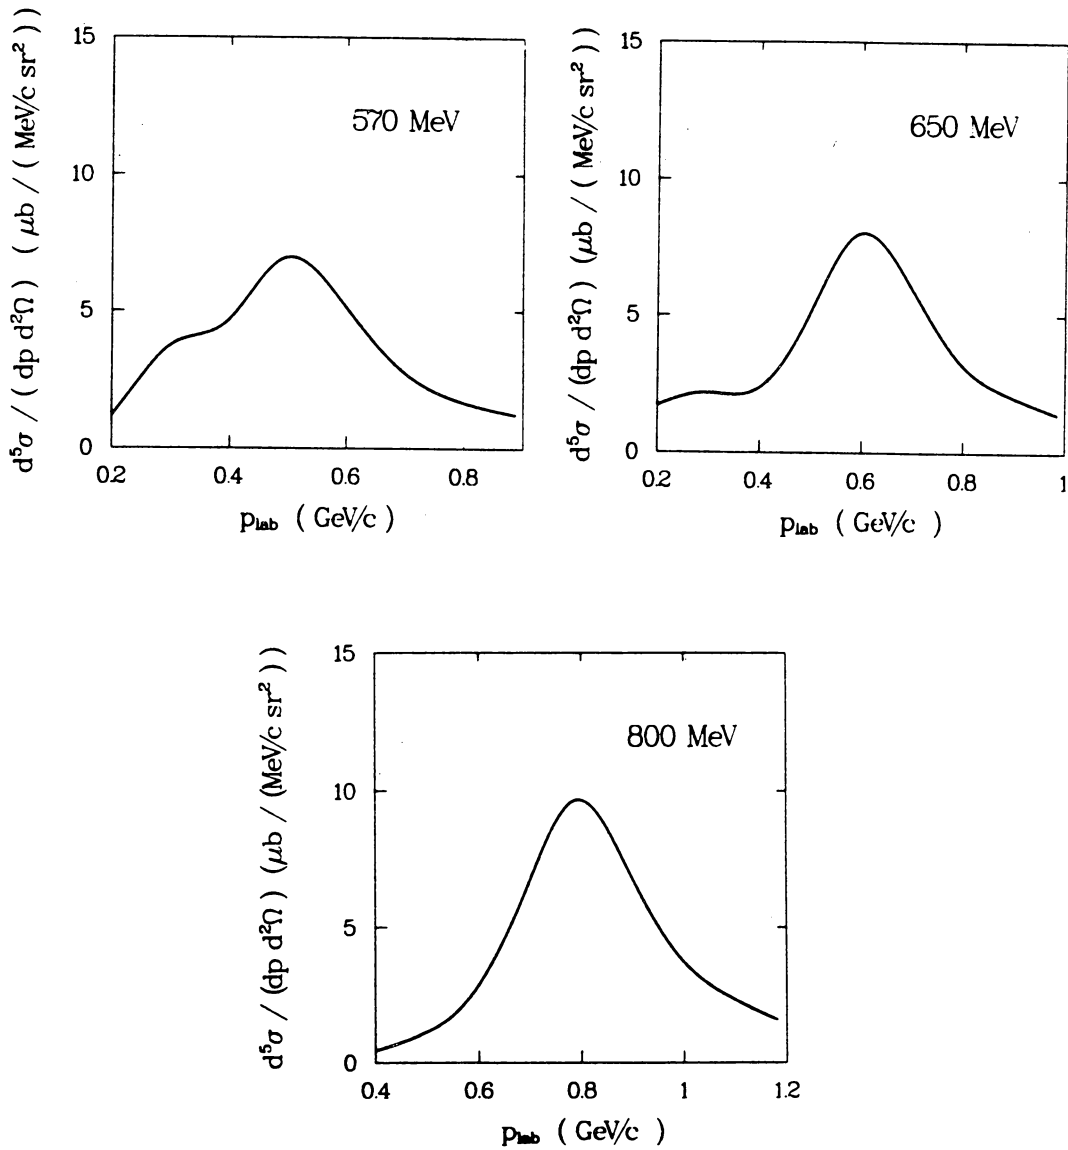 d⁵σ / ( dp d²Ω ) ( μb / ( MeV/c sr² ) )
15
10
5
0
570 MeV
02 0.4 0.6 0.8
p_lab ( GeV/c )
d⁵σ / (dp d²Ω ) (μb / ( MeV/c sr² ) )
15
10
5
0
650 MeV
0.2 0.4 0.6 0.8 1
p_lab ( GeV/c )
d⁵σ / (dp d²Ω ) (μb / (MeV/c sr² ) )
15
10
5
0
800 MeV
0.4 0.6 0.8 1 1.2
p_lab ( GeV/c )